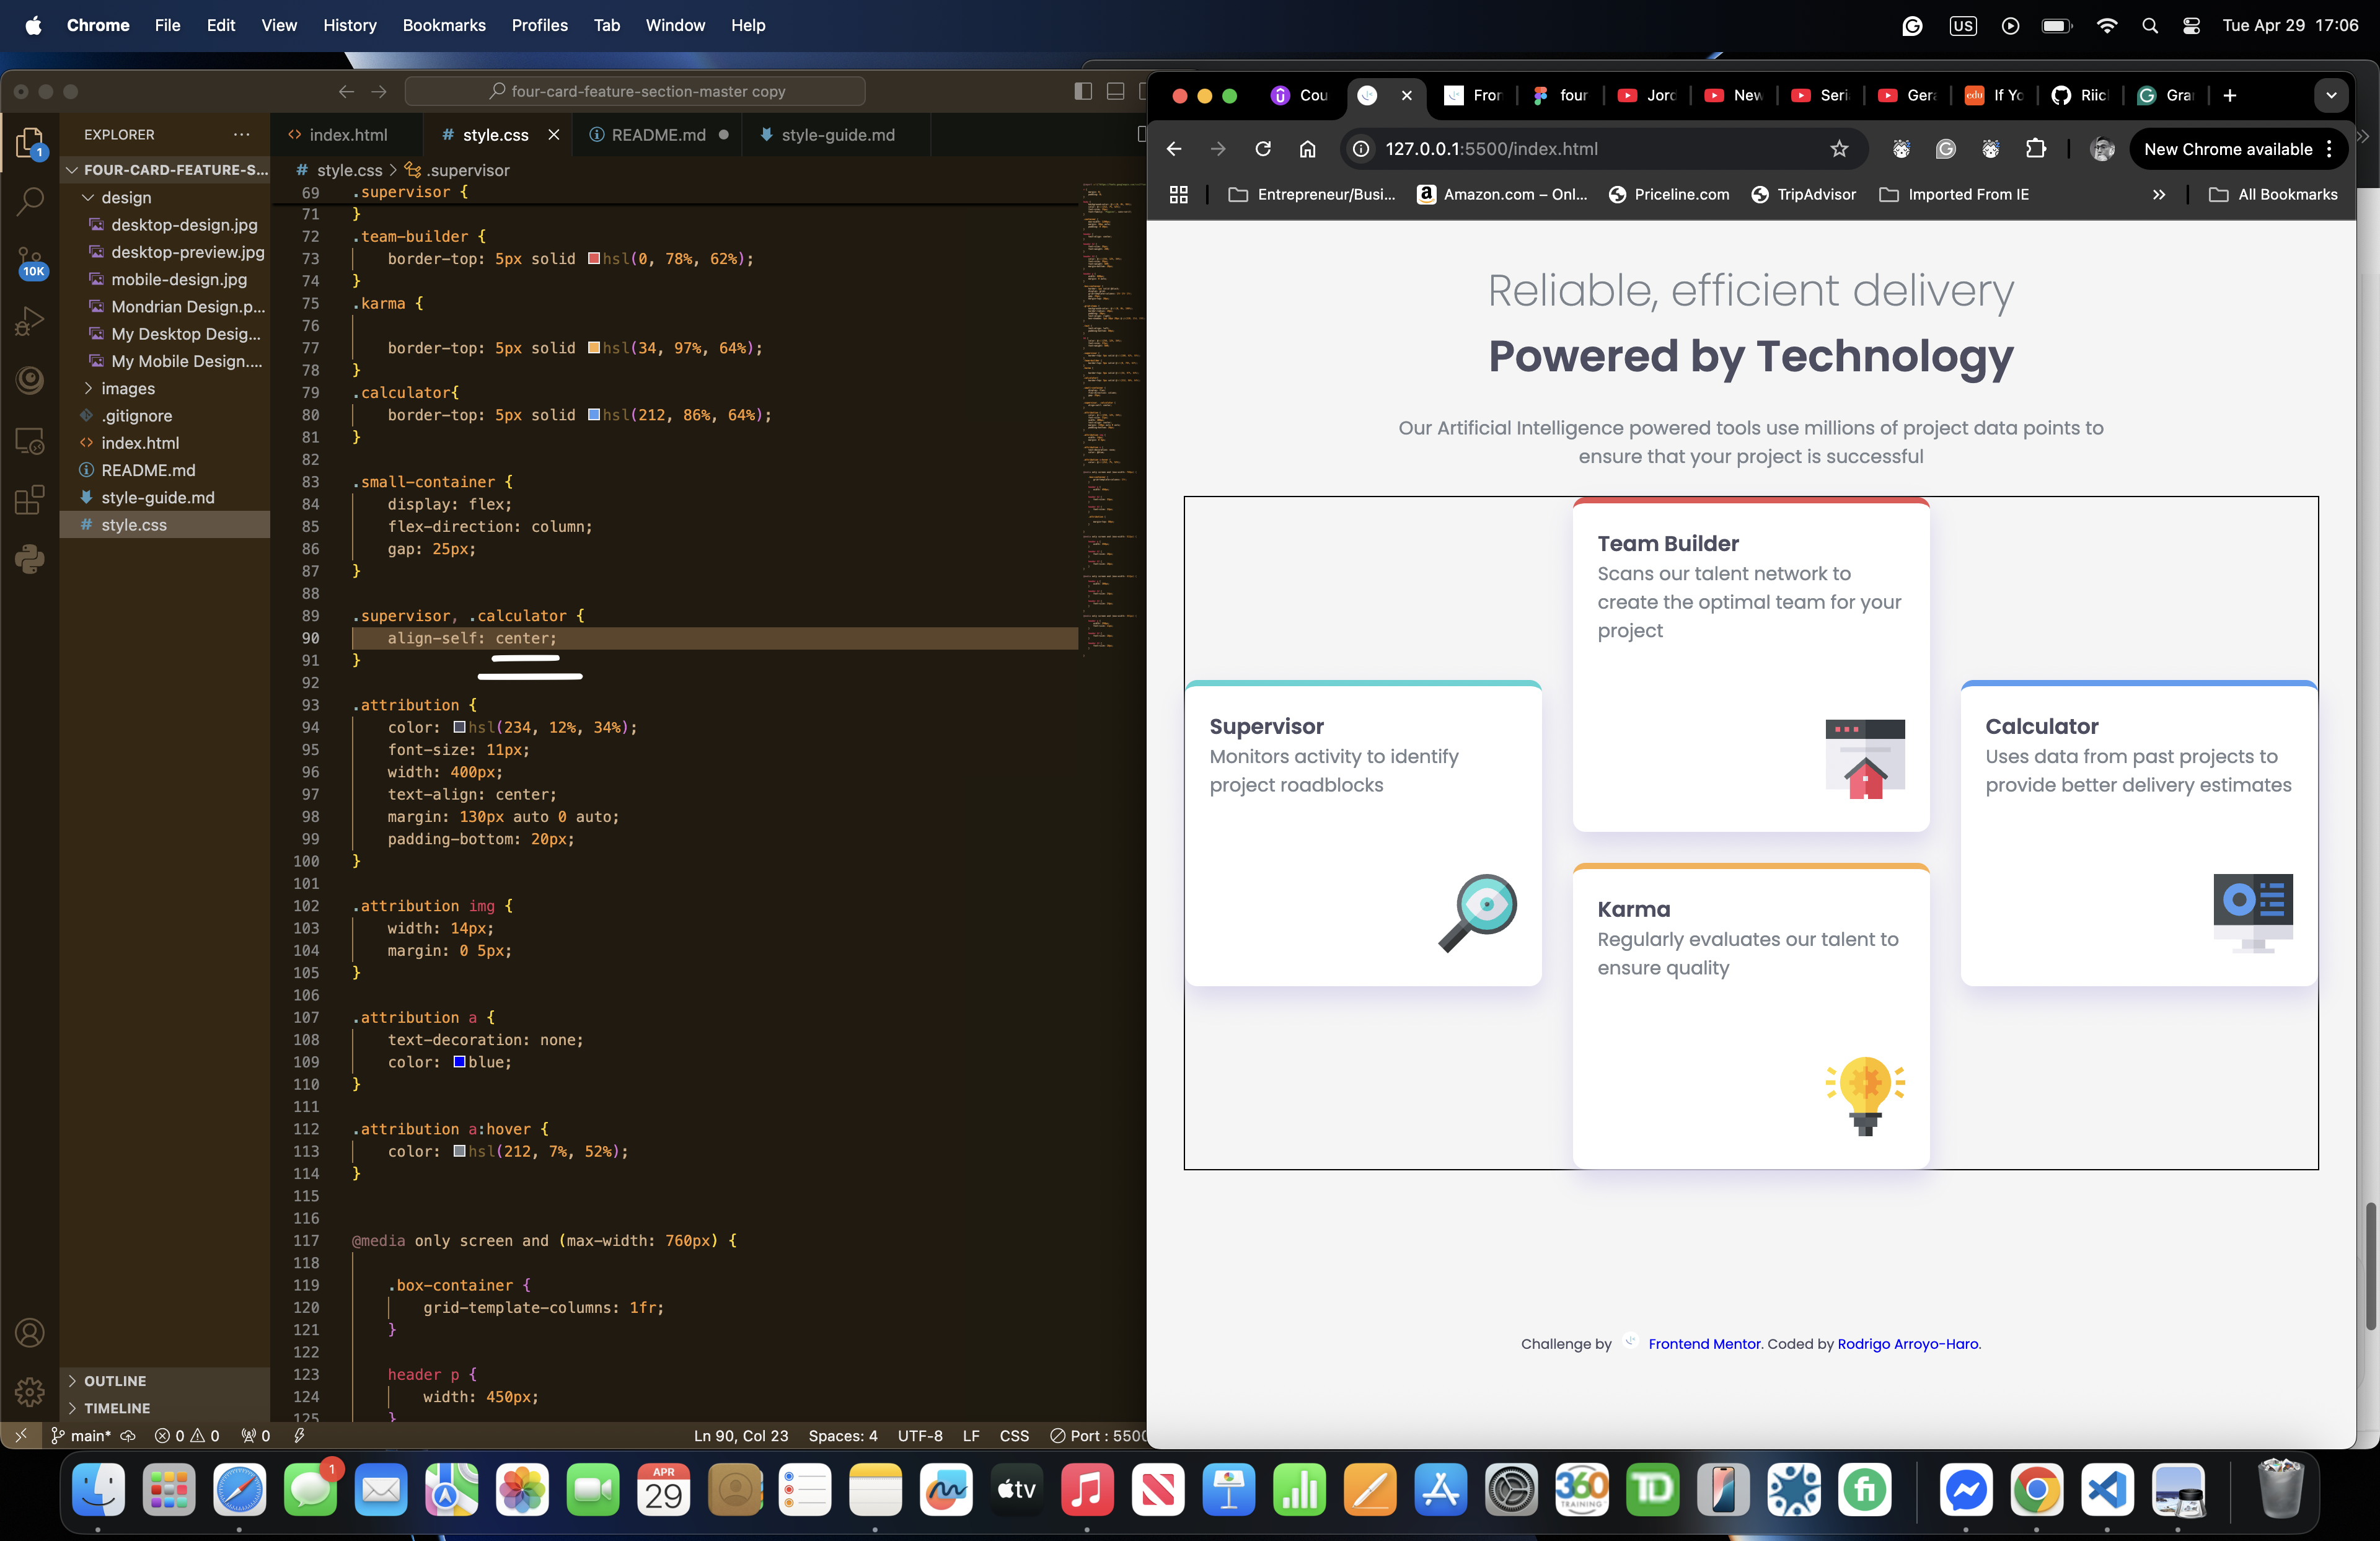 Chrome File Edit View History Bookmarks Profiles Tab Window Help
US Tue Apr 29 17:06
four-card-feature-section-master copy
EXPLORER
index.html
style.css
README.md
style-guide.md
style.css > .supervisor
FOUR-CARD-FEATURE-S...
design
desktop-design.jpg
desktop-preview.jpg
mobile-design.jpg
Mondrian Design.p...
My Desktop Desig...
My Mobile Design....
images
.gitignore
index.html
README.md
style-guide.md
style.css
OUTLINE
TIMELINE
1
10K
69 .supervisor {
71 }
72 .team-builder {
73 border-top: 5px solid hsl(0, 78%, 62%);
74 }
75 .karma {
76
77 border-top: 5px solid hsl(34, 97%, 64%);
78 }
79 .calculator{
80 border-top: 5px solid hsl(212, 86%, 64%);
81 }
82
83 .small-container {
84 display: flex;
85 flex-direction: column;
86 gap: 25px;
87 }
88
89 .supervisor, .calculator {
90 align-self: center;
91 }
92
93 .attribution {
94 color: hsl(234, 12%, 34%);
95 font-size: 11px;
96 width: 400px;
97 text-align: center;
98 margin: 130px auto 0 auto;
99 padding-bottom: 20px;
100 }
101
102 .attribution img {
103 width: 14px;
104 margin: 0 5px;
105 }
106
107 .attribution a {
108 text-decoration: none;
109 color: blue;
110 }
111
112 .attribution a:hover {
113 color: hsl(212, 7%, 52%);
114 }
115
116
117 @media only screen and (max-width: 760px) {
118
119 .box-container {
120 grid-template-columns: 1fr;
121 }
122
123 header p {
124 width: 450px;
125 }
main* 0 0 0 Ln 90, Col 23 Spaces: 4 UTF-8 LF CSS Port : 5500
Cou Fron four Jord New Seri Ger If Yo Riic Gra
127.0.0.1:5500/index.html
New Chrome available
Entrepreneur/Busi... Amazon.com – Onl... Priceline.com TripAdvisor Imported From IE All Bookmarks
Reliable, efficient delivery
Powered by Technology
Our Artificial Intelligence powered tools use millions of project data points to
ensure that your project is successful
Team Builder
Scans our talent network to
create the optimal team for your
project
Supervisor
Monitors activity to identify
project roadblocks
Calculator
Uses data from past projects to
provide better delivery estimates
Karma
Regularly evaluates our talent to
ensure quality
Challenge by Frontend Mentor. Coded by Rodrigo Arroyo-Haro.
1
APR
29
tv
360
TRAINING
TD
fi